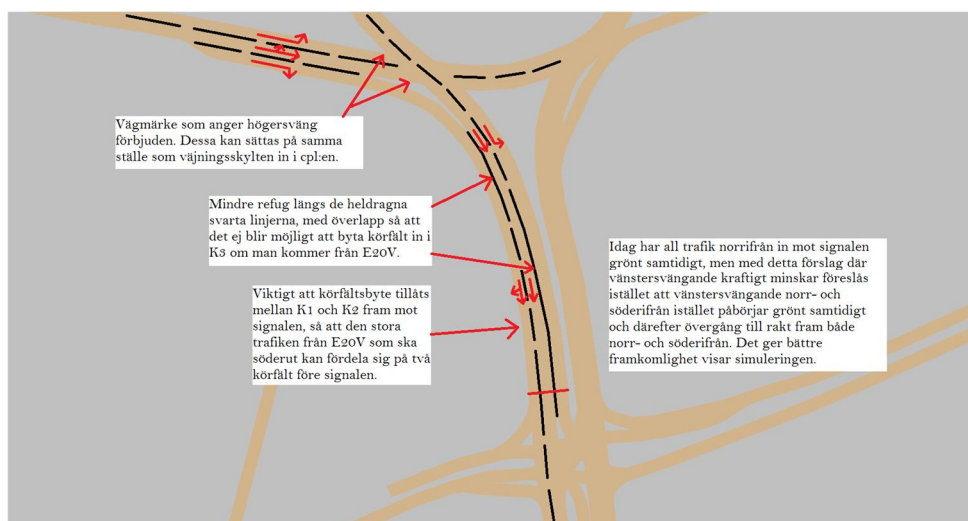 Vägmärke som anger högersväng
förbjuden. Dessa kan sättas på samma
ställe som väjningsskylten in i cpl:en.
Mindre refug längs de heldragna
svarta linjerna, med överlapp så att
det ej blir möjligt att byta körfält in i
K3 om man kommer från E20V.
Viktigt att körfältsbyte tillåts
mellan K1 och K2 fram mot
signalen, så att den stora
trafiken från E20V som ska
söderut kan fördela sig på två
körfält före signalen.
Idag har all trafik norrifrån in mot signalen
grönt samtidigt, men med detta förslag där
vänstersvängande kraftigt minskar föreslås
istället att vänstersvängande norr- och
söderifrån istället påbörjar grönt samtidigt
och därefter övergång till rakt fram både
norr- och söderifrån. Det ger bättre
framkomlighet visar simuleringen.